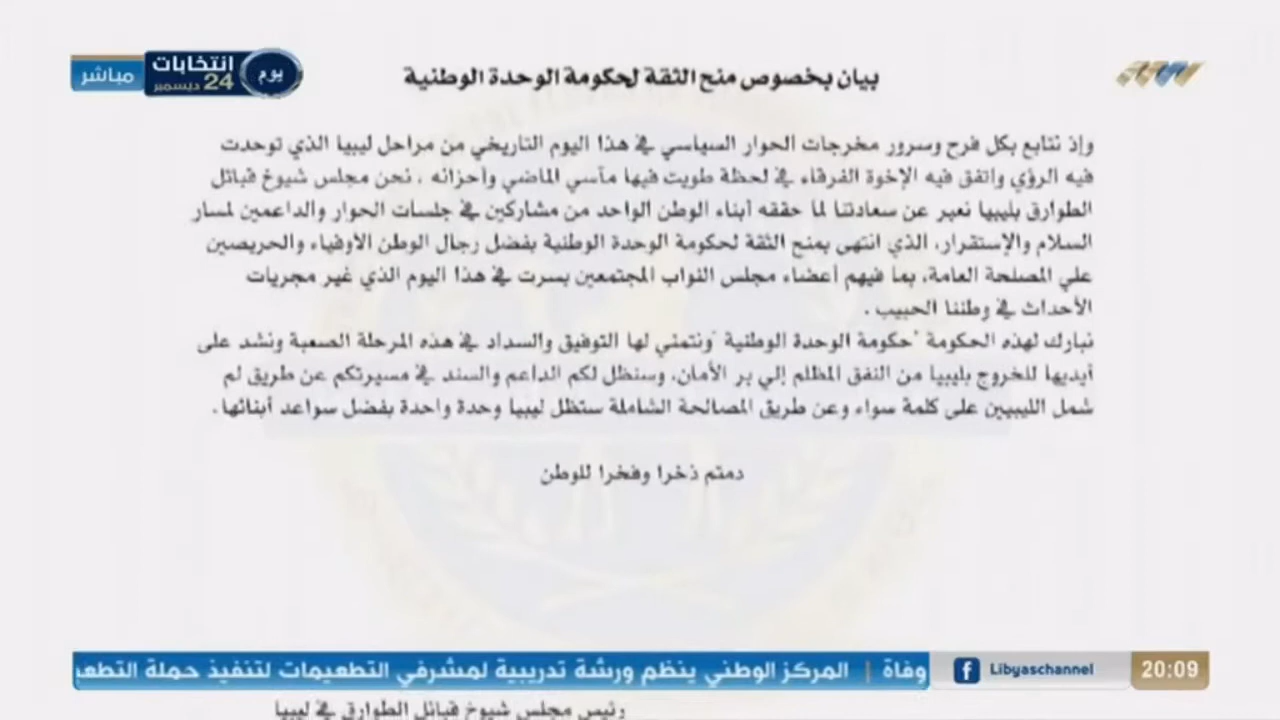 بيان بخصوص منح الثقة لحكومة الوحدة الوطنية
يوم
انتخابات
24 ديسمبر
مباشر
وإذ نتابع بكل فرح وسرور مخرجات الحوار السياسي في هذا اليوم التاريخي من مراحل ليبيا الذي توحدت
فيه الرؤي واتفق فيه الإخوة الفرقاء في لحظة طويت فيها مآسي الماضي وأحزانه ، نحن مجلس شيوخ قبائل
الطوارق بليبيا نعبر عن سعادتنا لما حققه أبناء الوطن الواحد من مشاركين في جلسات الحوار والداعمين لمسار
السلام والإستقرار، الذي انتهى بمنح الثقة لحكومة الوحدة الوطنية بفضل رجال الوطن الأوفياء والحريصين
علي المصلحة العامة، بما فيهم أعضاء مجلس النواب المجتمعين بسرت في هذا اليوم الذي غير مجريات
الأحداث في وطننا الحبيب .
نبارك لهذه الحكومة "حكومة الوحدة الوطنية "ونتمني لها التوفيق والسداد في هذه المرحلة الصعبة ونشد على
أيديها للخروج بليبيا من النفق المظلم إلي بر الأمان، وسنظل لكم الداعم والسند في مسيرتكم عن طريق لم
شمل الليبيين على كلمة سواء وعن طريق المصالحة الشاملة ستظل ليبيا وحدة واحدة بفضل سواعد أبنائها.
دمتم ذخرا وفخرا للوطن
وفاة | المركز الوطني ينظم ورشة تدريبية لمشرفي التطعيمات لتنفيذ حملة التطعي
Libyaschannel
20:09
رئيس مجلس شيوخ قبائل الطوارق في ليبيا